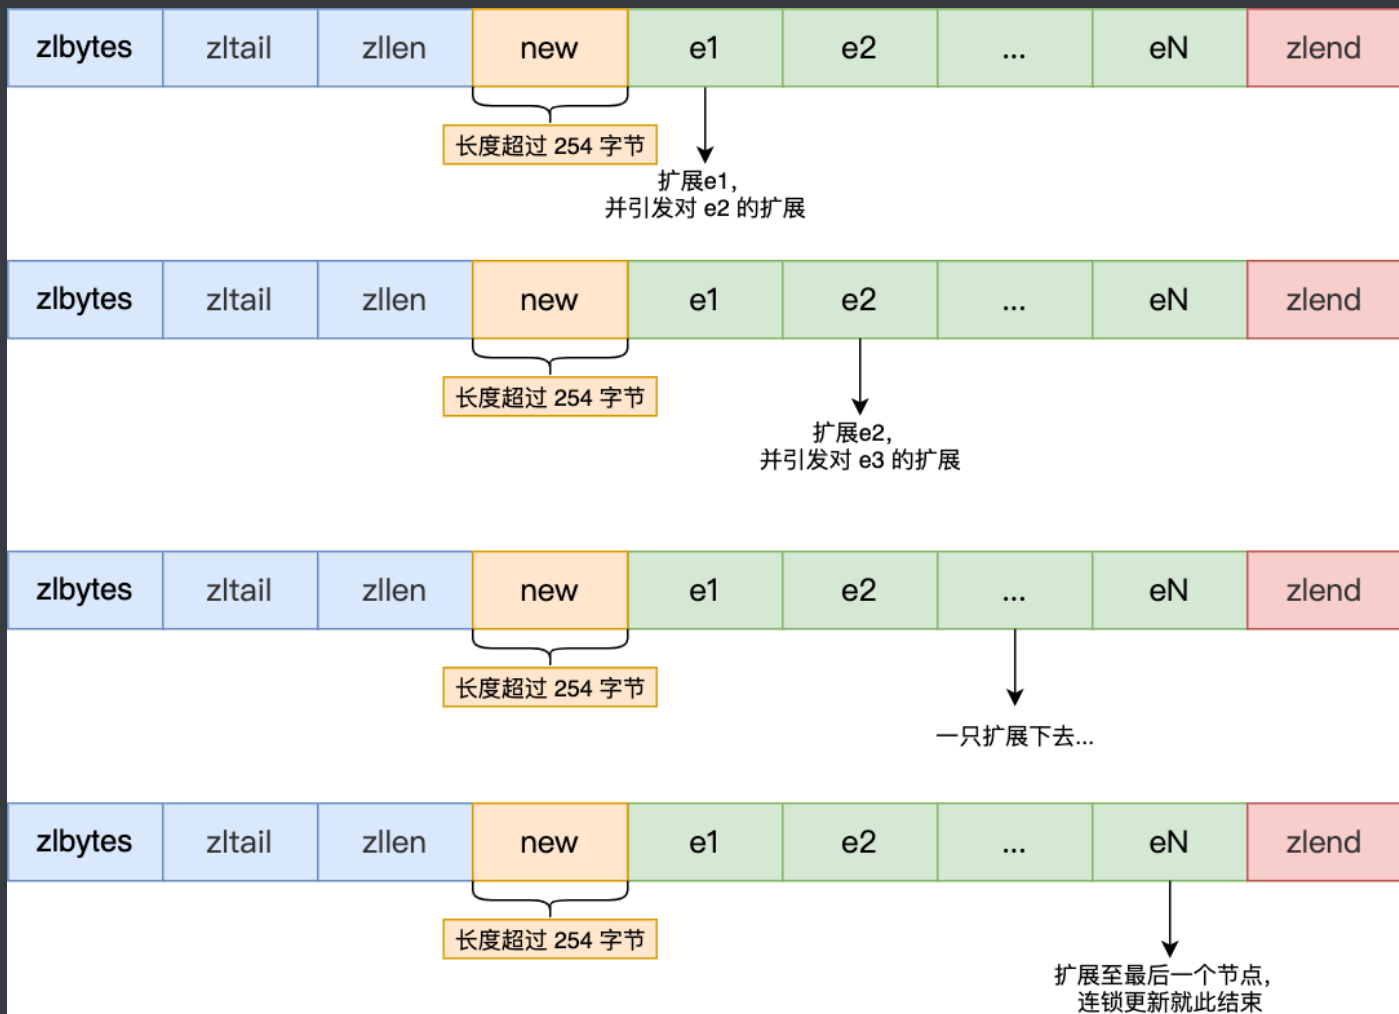 zlbytes zltail zllen new e1 e2 ... eN zlend
长度超过 254 字节
扩展e1,
并引发对 e2 的扩展
zlbytes zltail zllen new e1 e2 ... eN zlend
长度超过 254 字节
扩展e2,
并引发对 e3 的扩展
zlbytes zltail zllen new e1 e2 ... eN zlend
长度超过 254 字节
一只扩展下去...
zlbytes zltail zllen new e1 e2 ... eN zlend
长度超过 254 字节
扩展至最后一个节点,
连锁更新就此结束